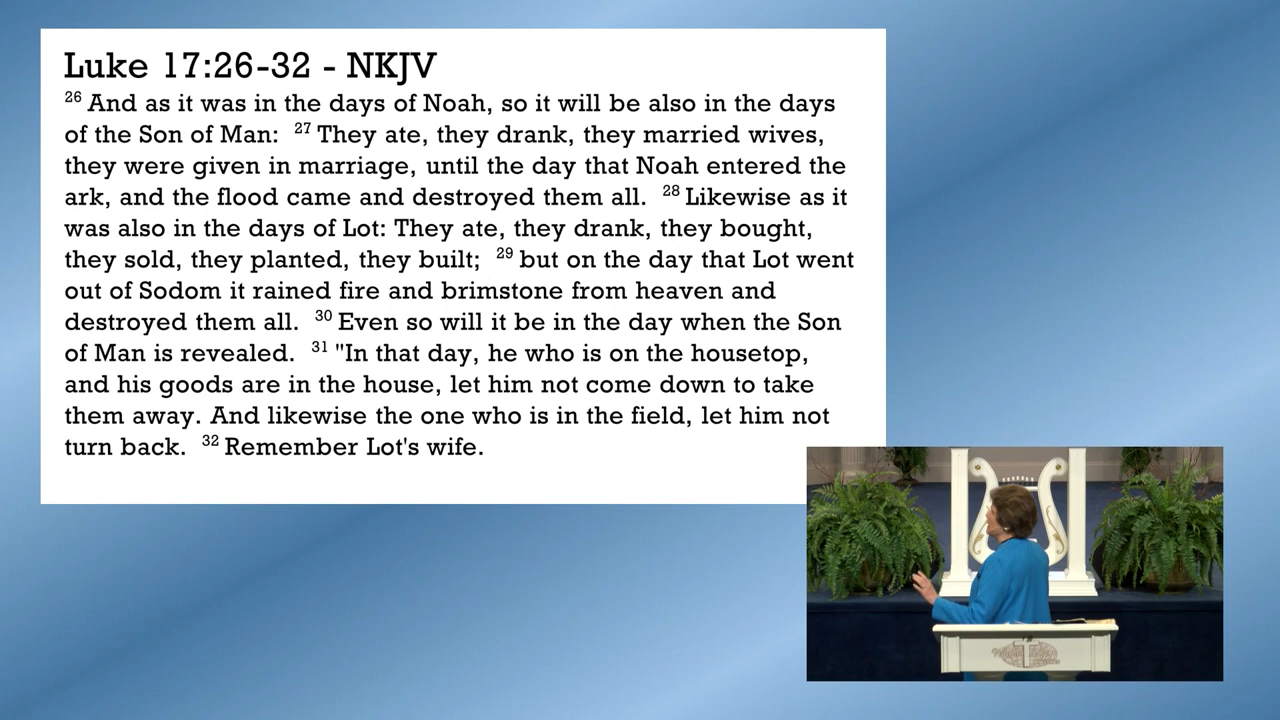 Luke 17:26-32 - NKJV
26 And as it was in the days of Noah, so it will be also in the days
of the Son of Man: 27 They ate, they drank, they married wives,
they were given in marriage, until the day that Noah entered the
ark, and the flood came and destroyed them all. 28 Likewise as it
was also in the days of Lot: They ate, they drank, they bought,
they sold, they planted, they built; 29 but on the day that Lot went
out of Sodom it rained fire and brimstone from heaven and
destroyed them all. 30 Even so will it be in the day when the Son
of Man is revealed. 31 "In that day, he who is on the housetop,
and his goods are in the house, let him not come down to take
them away. And likewise the one who is in the field, let him not
turn back. 32 Remember Lot's wife.